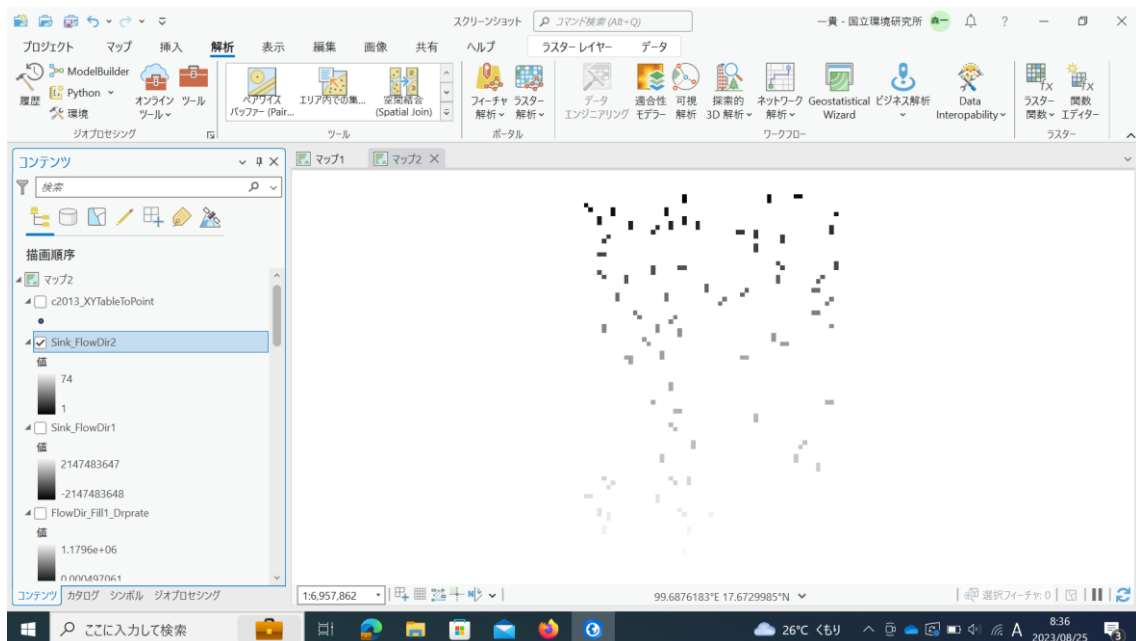 スクリーンショット
コマンド検索 (Alt+Q)
一貴 - 国立環境研究所
森一
?
プロジェクト マップ 挿入 解析 表示 編集 画像 共有 ヘルプ ラスター レイヤー データ
履歴
ModelBuilder
Python
環境
オンライン ツール
ツール
ジオプロセシング
ペアワイズ バッファー (Pair...
エリア内での集...
空間結合 (Spatial Join)
ツール
フィーチャ 解析
ラスター 解析
ポータル
データ エンジニアリング
適合性 モデラー
可視 解析
探索的 3D 解析
ネットワーク 解析
Geostatistical Wizard
ビジネス解析
Data Interoperability
ワークフロー
ラスター 関数
関数 エディター
ラスター
コンテンツ
検索
描画順序
マップ2
c2013_XYTableToPoint
Sink_FlowDir2
値
74
1
Sink_FlowDir1
値
2147483647
-2147483648
FlowDir_Fill1_Drprate
値
1.1796e+06
0.000497061
コンテンツ カタログ シンボル ジオプロセシング
マップ1 マップ2
1:6,957,862
99.6876183°E 17.6729985°N
選択フィーチャ: 0
ここに入力して検索
26°C くもり
A
8:36
2023/08/25
3